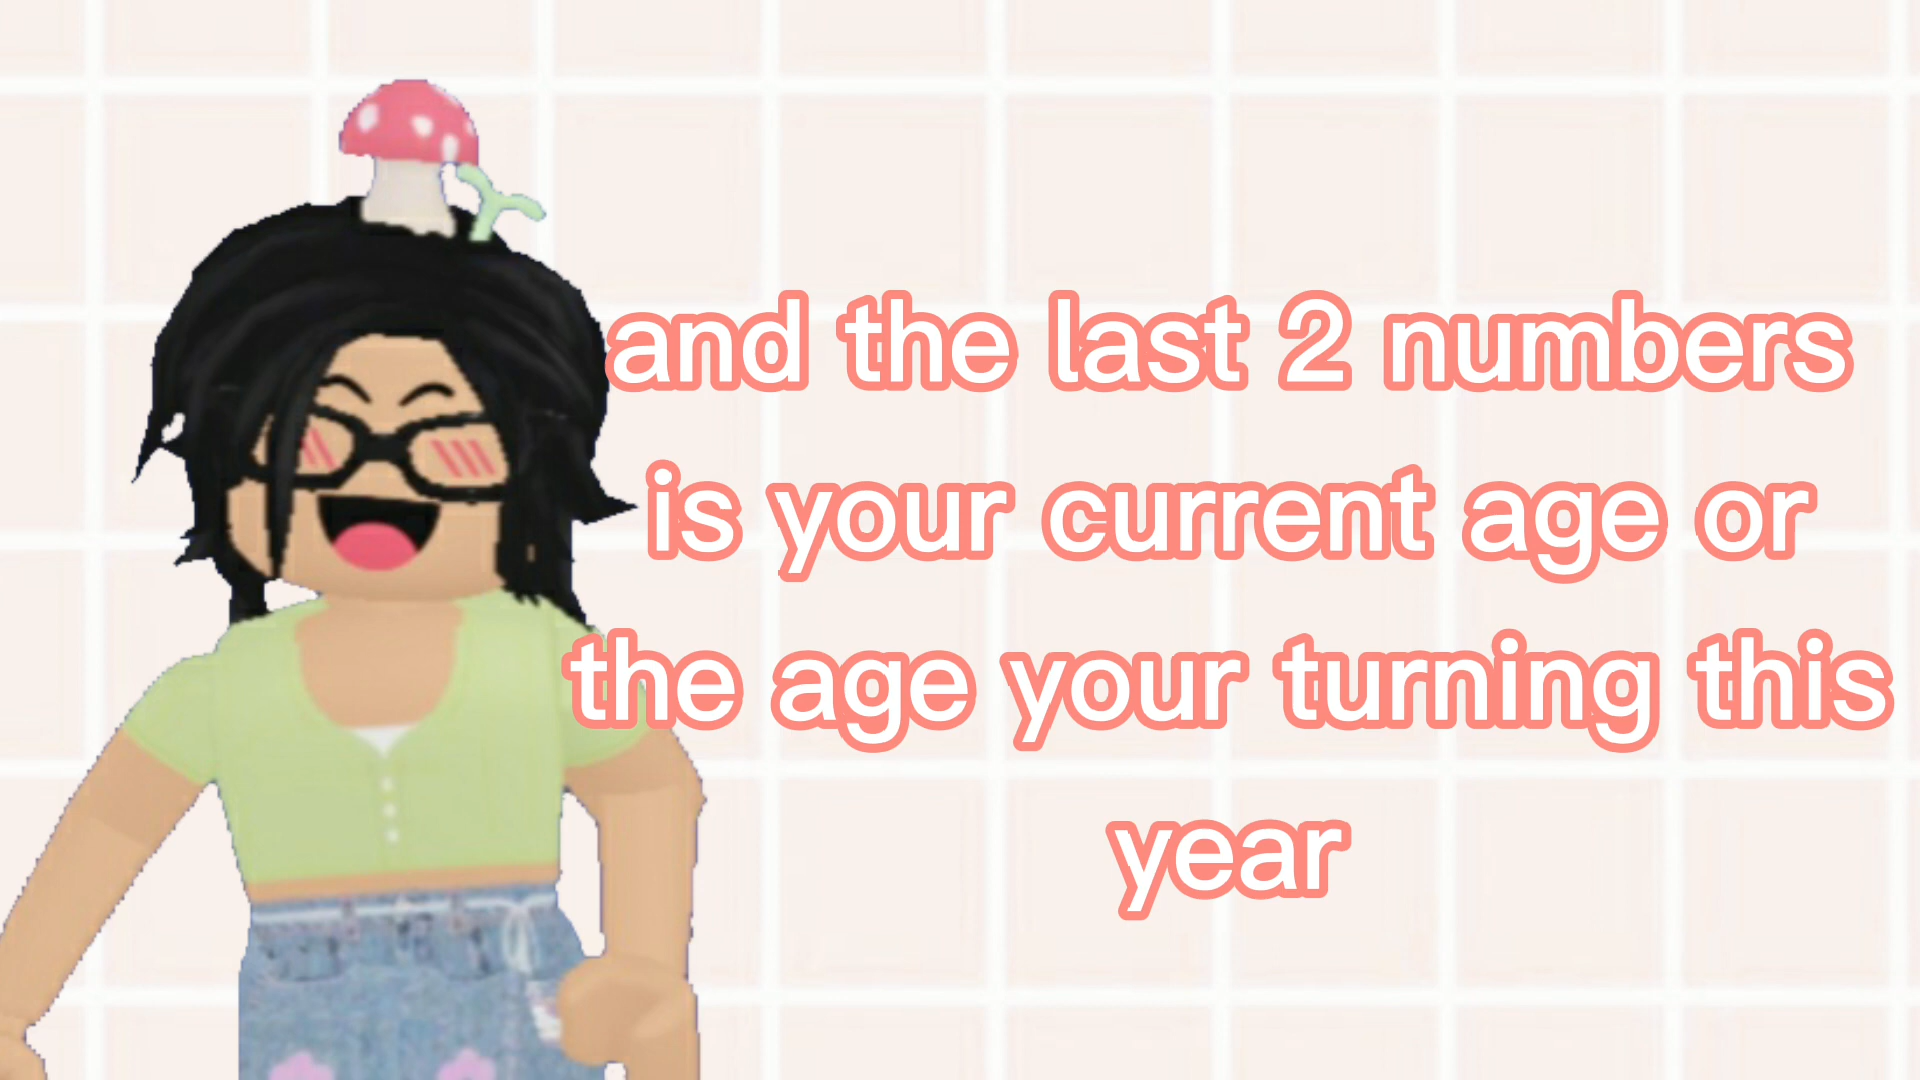 and the last 2 numbers
is your current age or
the age your turning this
year